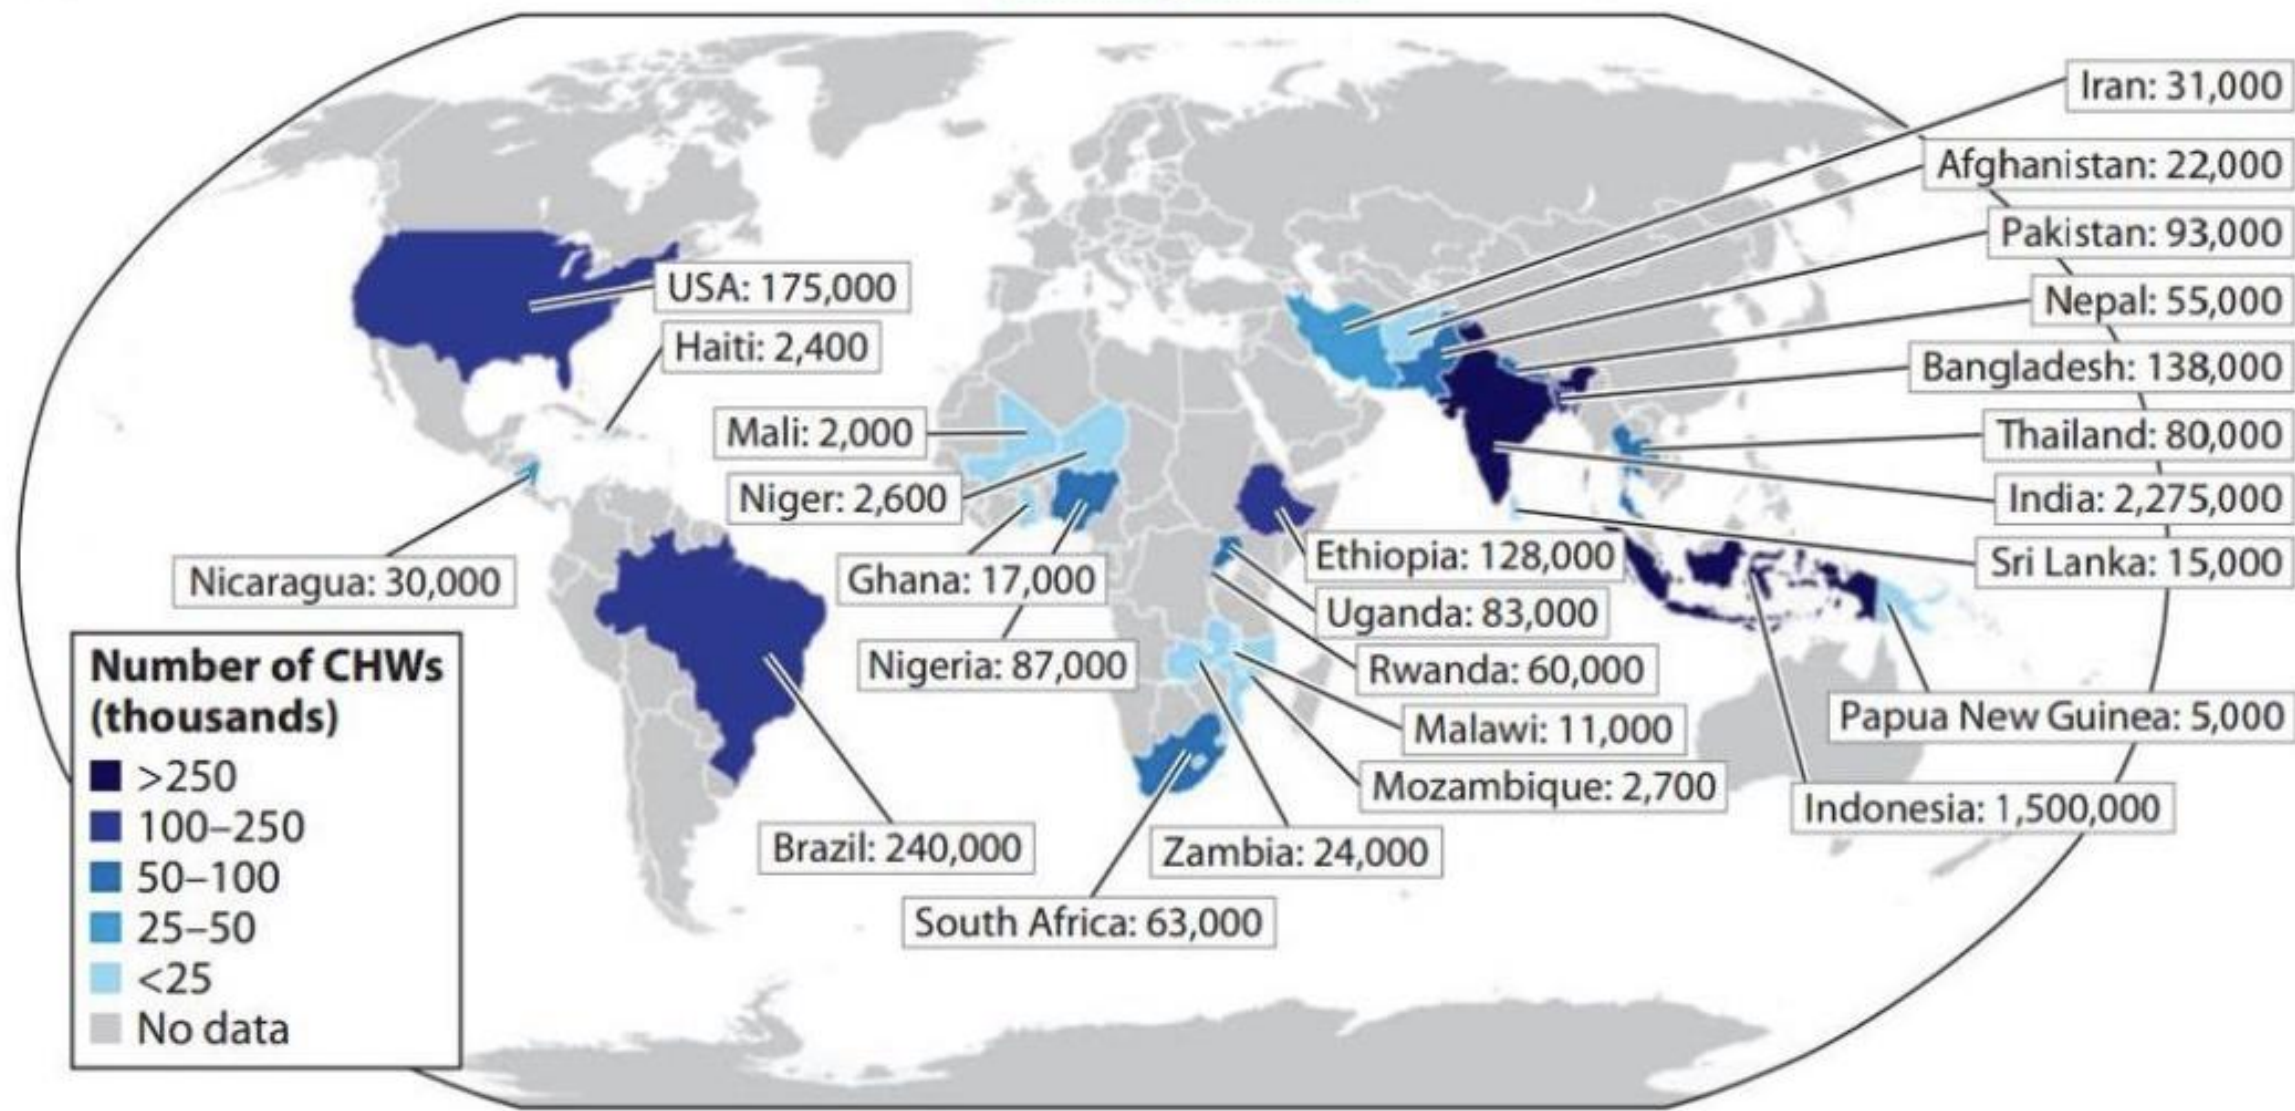 Iran: 31,000
Afghanistan: 22,000
Pakistan: 93,000
Nepal: 55,000
Bangladesh: 138,000
Thailand: 80,000
India: 2,275,000
Sri Lanka: 15,000
USA: 175,000
Haiti: 2,400
Mali: 2,000
Niger: 2,600
Nicaragua: 30,000
Ghana: 17,000
Nigeria: 87,000
Ethiopia: 128,000
Uganda: 83,000
Rwanda: 60,000
Malawi: 11,000
Mozambique: 2,700
Papua New Guinea: 5,000
Indonesia: 1,500,000
Brazil: 240,000
Zambia: 24,000
South Africa: 63,000
Number of CHWs
(thousands)
>250
100–250
50–100
25–50
<25
No data